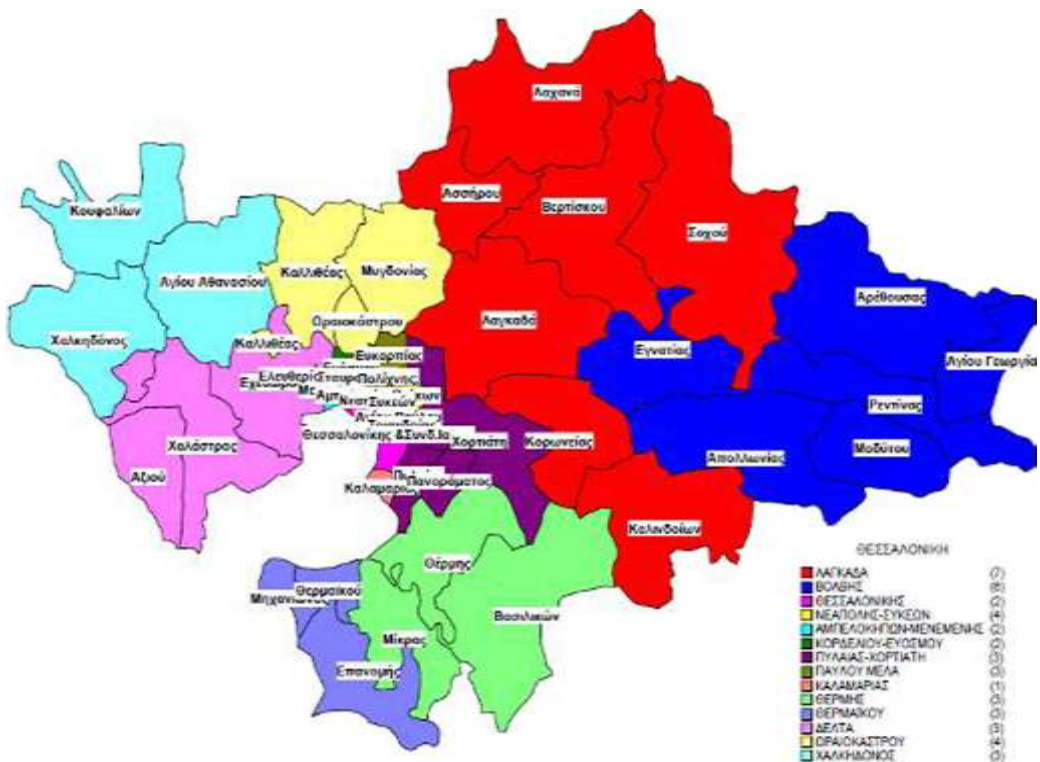 Λαχανά
Ασσήρου
Βερτίσκου
Κουφαλίων
Σοχού
Αγίου Αθανασίου
Καλλιθέας
Μυγδονίας
Αρέθουσας
Χαλκηδόνος
Ωραιοκάστρου
Λαγκαδά
Καλλιθέας
Ευκαρπίας
Εγνατίας
Αγίου Γεωργίου
Πολίχνης
Συκεών
Ρεντίνας
Χαλάστρας
Θεσσαλονίκης &Συνδ.
Χορτιάτη
Κορωνείας
Μαδύτου
Απολλωνίας
Αξιού
Πανοράματος
Καλαμαριάς
Καλινδοίων
Θέρμης
Θερμαϊκού
Μηχανιώνας
Βασιλικών
Μίκρας
Επανομής
ΘΕΣΣΑΛΟΝΙΚΗ
ΛΑΓΚΑΔΑ (7)
ΒΟΛΒΗΣ (6)
ΘΕΣΣΑΛΟΝΙΚΗΣ (2)
ΝΕΑΠΟΛΗΣ-ΣΥΚΕΩΝ (4)
ΑΜΠΕΛΟΚΗΠΩΝ-ΜΕΝΕΜΕΝΗΣ (2)
ΚΟΡΔΕΛΙΟΥ-ΕΥΟΣΜΟΥ (2)
ΠΥΛΑΙΑΣ-ΧΟΡΤΙΑΤΗ (3)
ΠΑΥΛΟΥ ΜΕΛΑ (3)
ΚΑΛΑΜΑΡΙΑΣ (1)
ΘΕΡΜΗΣ (3)
ΘΕΡΜΑΪΚΟΥ (3)
ΔΕΛΤΑ (3)
ΩΡΑΙΟΚΑΣΤΡΟΥ (4)
ΧΑΛΚΗΔΟΝΟΣ (3)